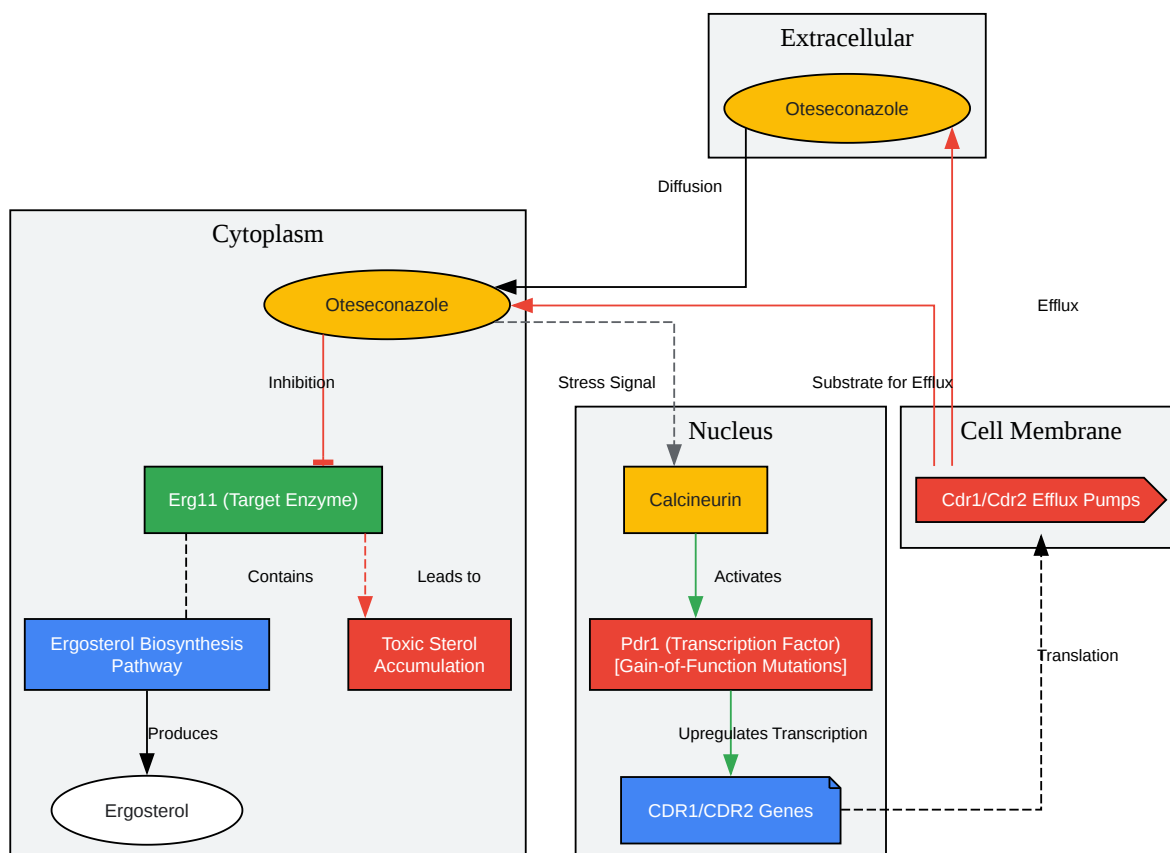 Extracellular
Oteseconazole
Diffusion
Cytoplasm
Oteseconazole
Efflux
Inhibition
Stress Signal
Substrate for Efflux
Nucleus
Cell Membrane
Erg11 (Target Enzyme)
Calcineurin
Cdr1/Cdr2 Efflux Pumps
Contains
Leads to
Activates
Ergosterol Biosynthesis
Pathway
Toxic Sterol
Accumulation
Pdr1 (Transcription Factor)
[Gain-of-Function Mutations]
Translation
Produces
Upregulates Transcription
Ergosterol
CDR1/CDR2 Genes